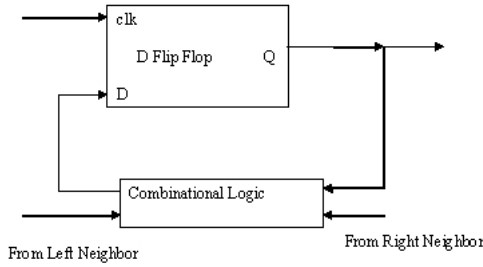 clk
D Flip Flop Q
D
Combinational Logic
From Left Neighbor
From Right Neighbor